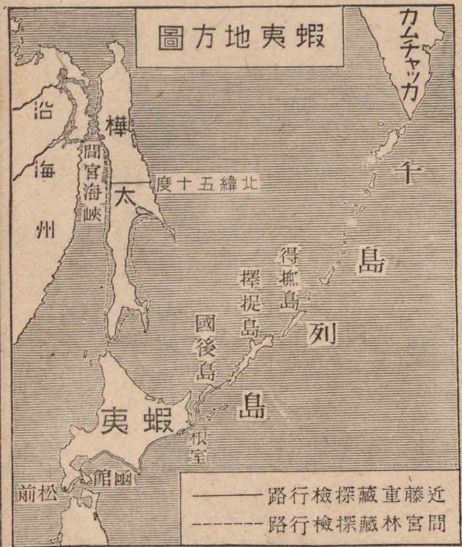 蝦夷地方圖
カムチャッカ
千島列島
樺太
沿海州
間宮海峽
北緯五十度
得撫島
擇捉島
國後島
根室
蝦夷
函館
松前
近藤重藏探檢行路
間宮林藏探檢行路